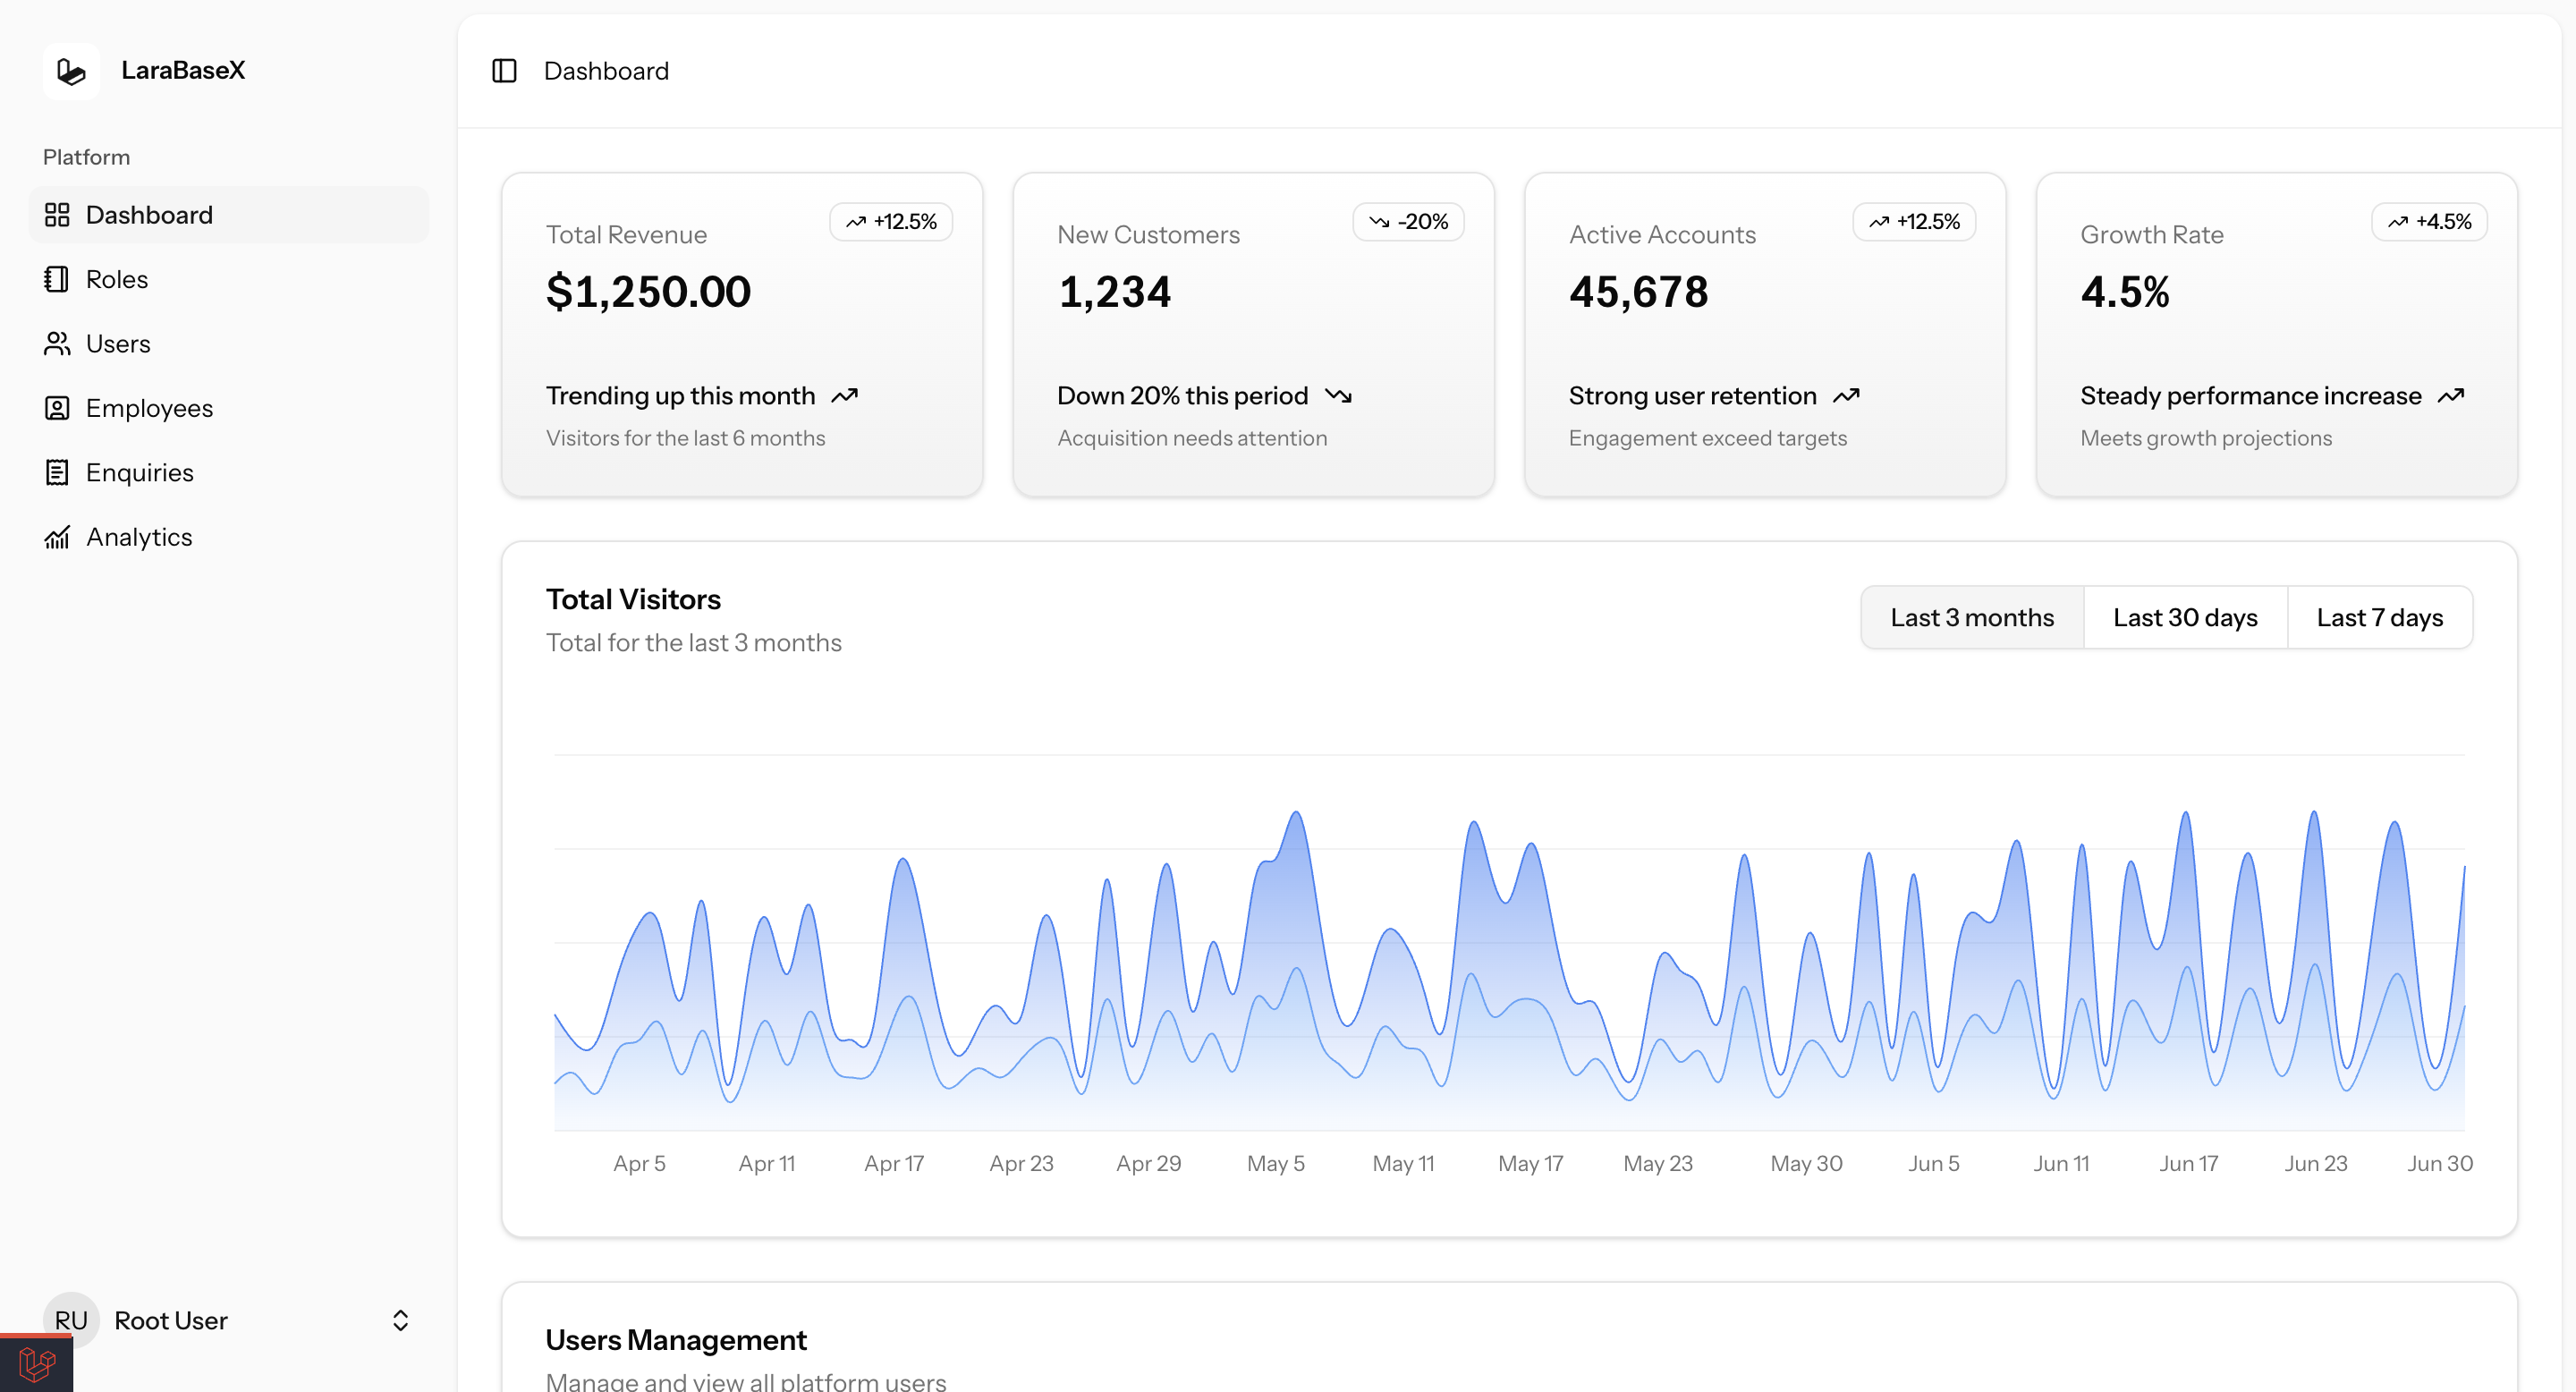 LaraBaseX
Platform
Dashboard
Roles
Users
Employees
Enquiries
Analytics
RU Root User
Dashboard
Total Revenue
+12.5%
$1,250.00
Trending up this month
Visitors for the last 6 months
New Customers
-20%
1,234
Down 20% this period
Acquisition needs attention
Active Accounts
+12.5%
45,678
Strong user retention
Engagement exceed targets
Growth Rate
+4.5%
4.5%
Steady performance increase
Meets growth projections
Total Visitors
Total for the last 3 months
Last 3 months Last 30 days Last 7 days
Apr 5 Apr 11 Apr 17 Apr 23 Apr 29 May 5 May 11 May 17 May 23 May 30 Jun 5 Jun 11 Jun 17 Jun 23 Jun 30
Users Management
Manage and view all platform users